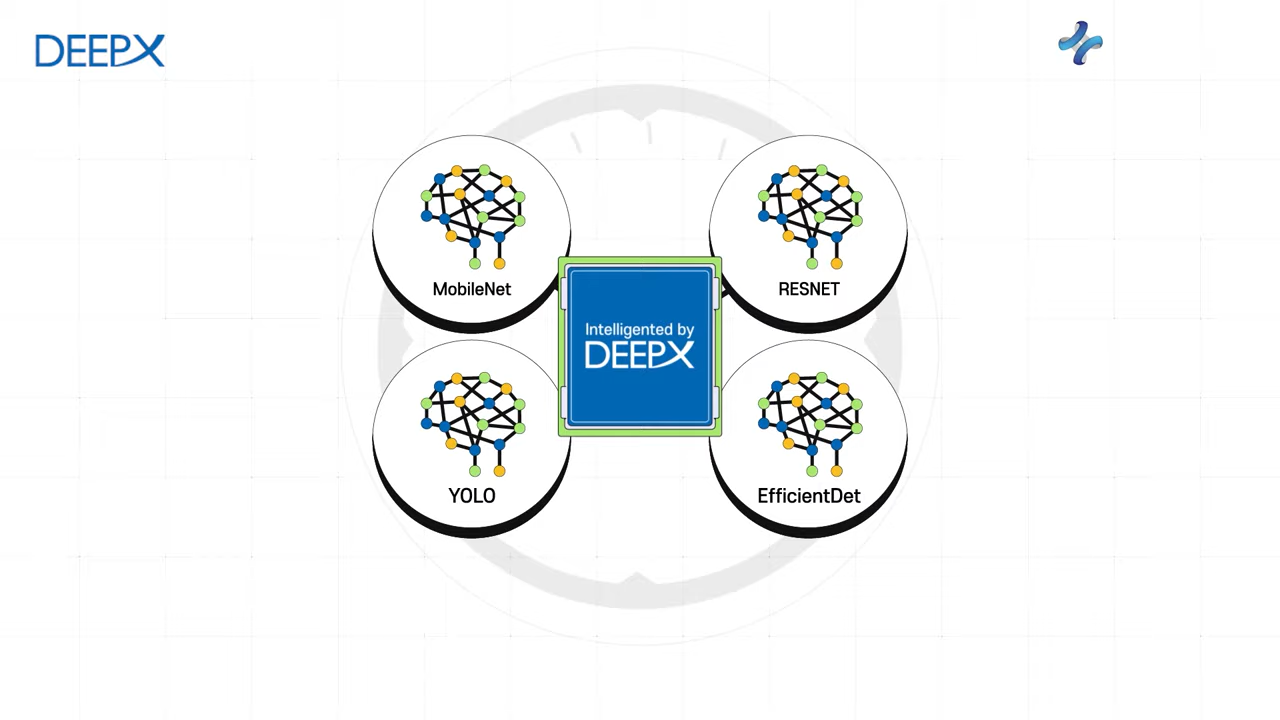 DEEPX
MobileNet
RESNET
Intelligented by
DEEPX
YOLO
EfficientDet